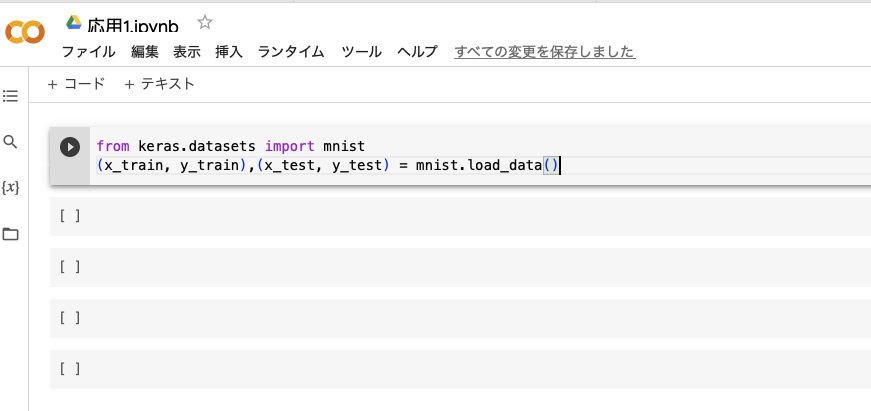 応用1.ipynb
ファイル 編集 表示 挿入 ランタイム ツール ヘルプ すべての変更を保存しました
+ コード + テキスト
from keras.datasets import mnist
(x_train, y_train),(x_test, y_test) = mnist.load_data()
{x}
[ ]
[ ]
[ ]
[ ]